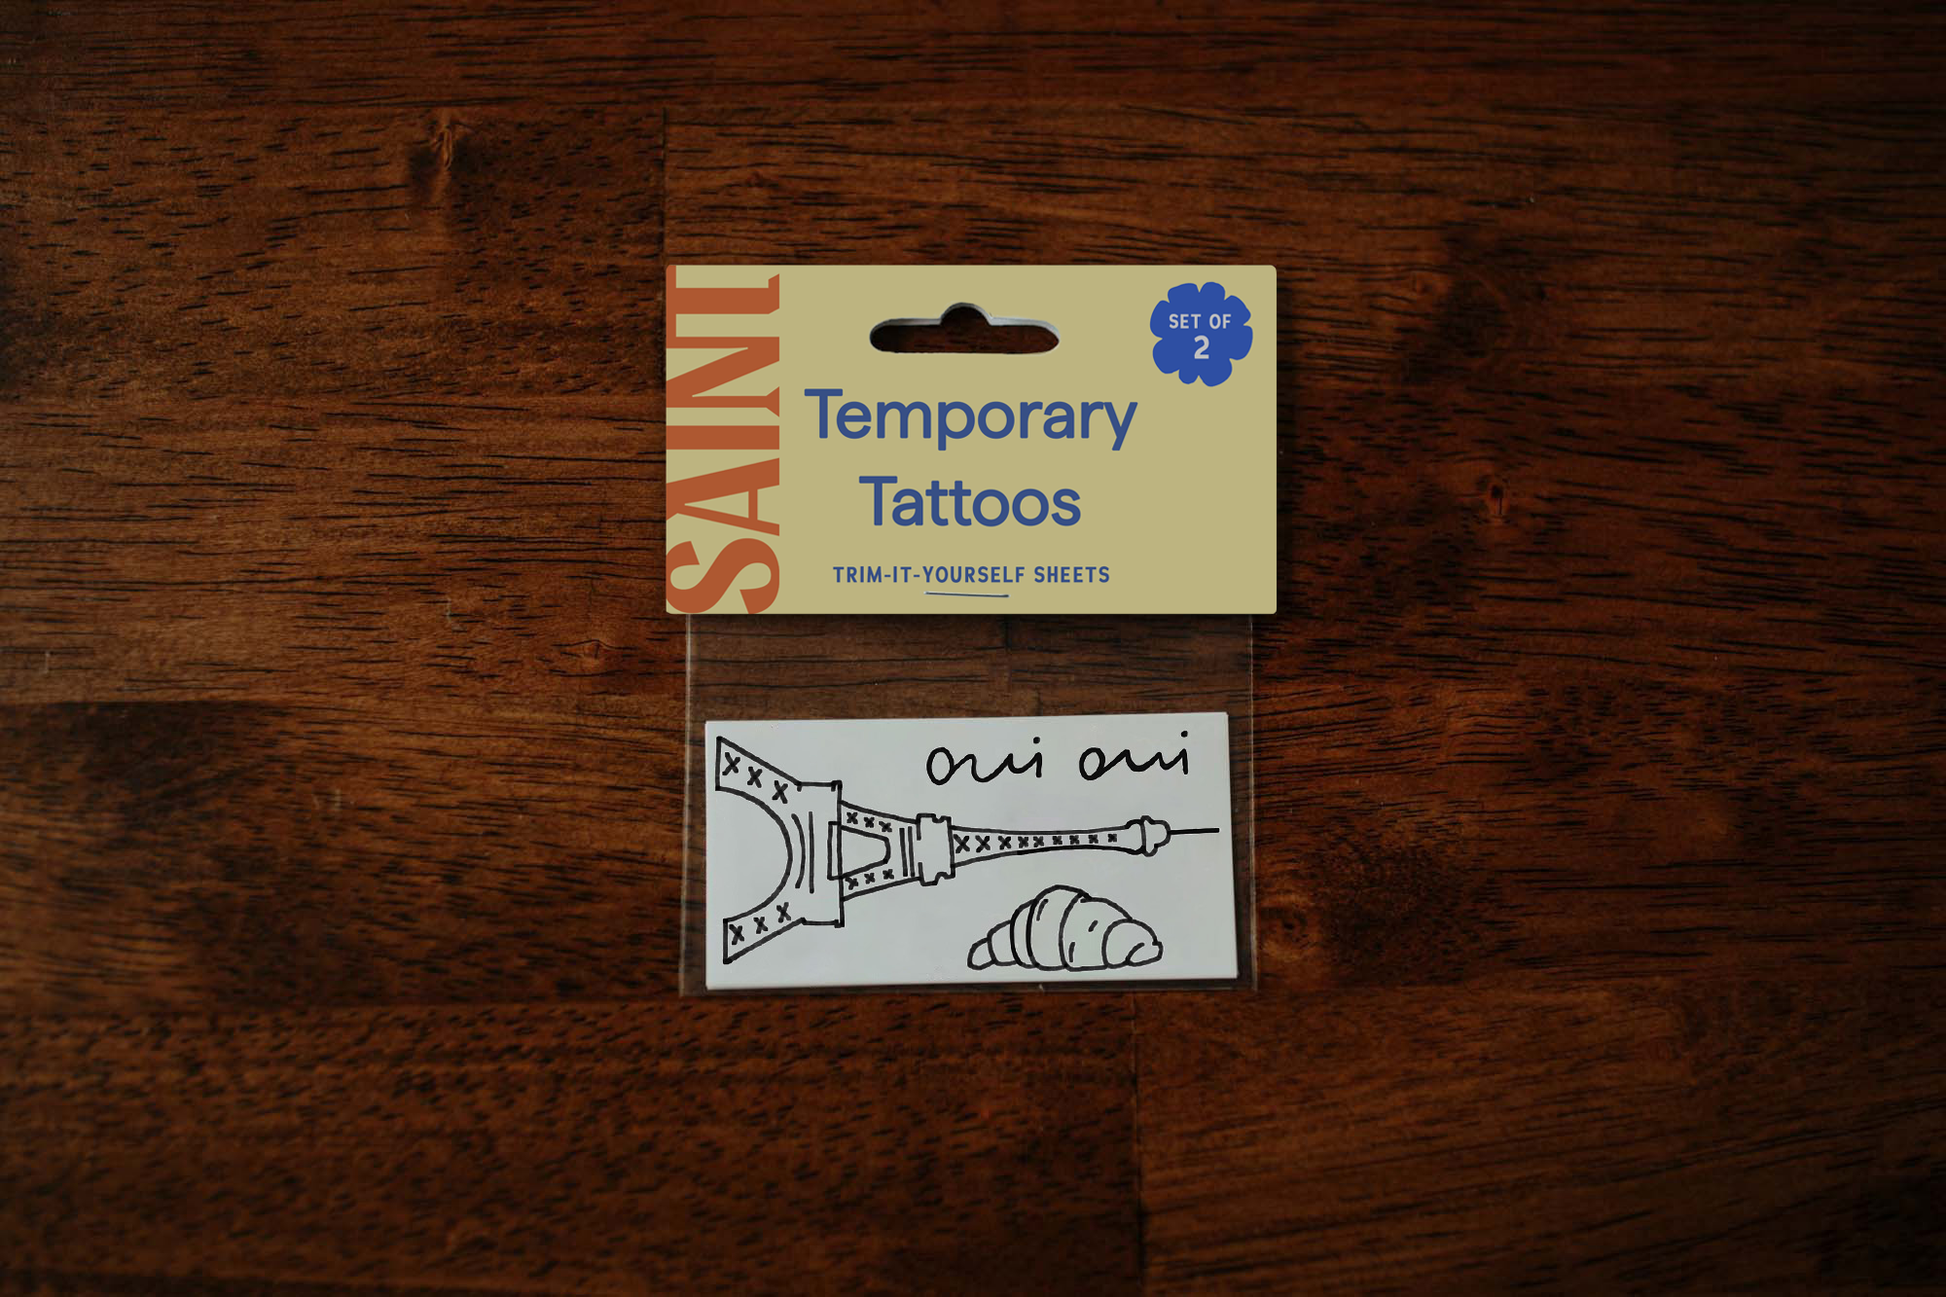 SAINT
SET OF
2
Temporary
Tattoos
TRIM-IT-YOURSELF SHEETS
oui oui